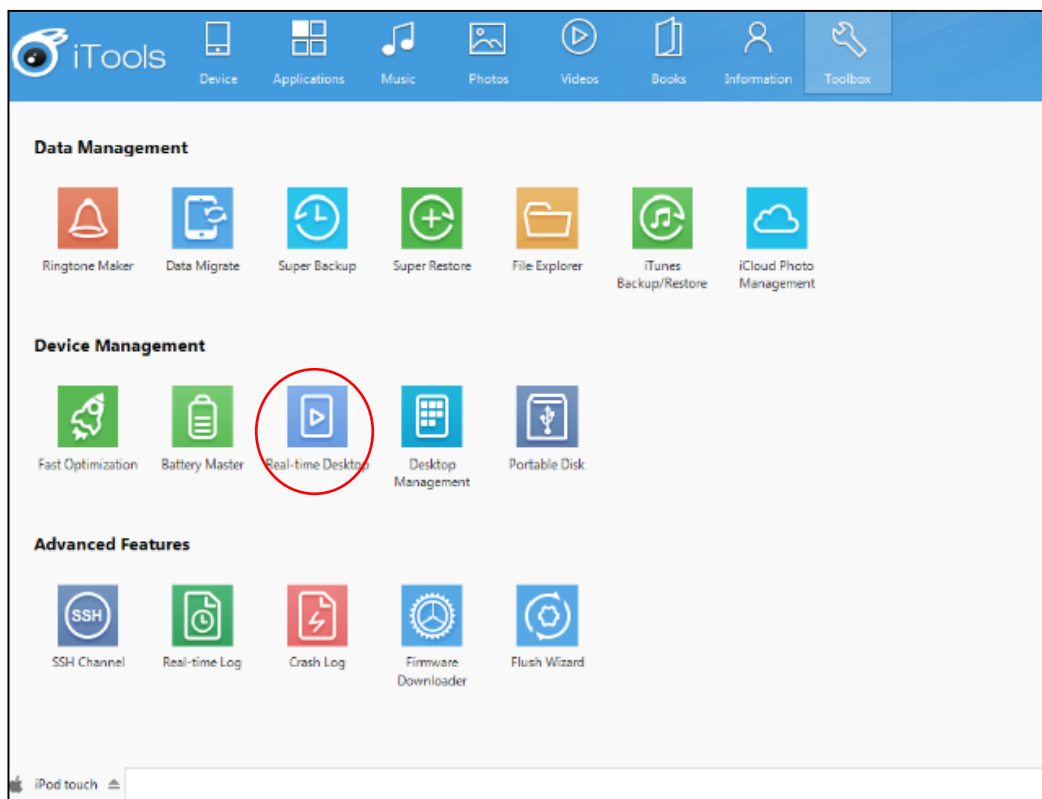 iTools
Device Applications Music Photos Videos Books Information Toolbox
Data Management
Ringtone Maker Data Migrate Super Backup Super Restore File Explorer iTunes Backup/Restore iCloud Photo Management
Device Management
Fast Optimization Battery Master Real-time Desktop Desktop Management Portable Disk
Advanced Features
SSH
SSH Channel Real-time Log Crash Log Firmware Downloader Flush Wizard
iPod touch